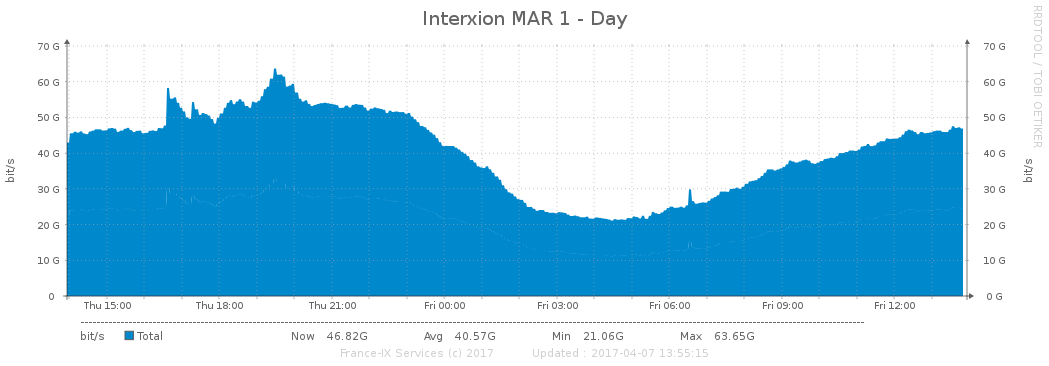 Interxion MAR 1 - Day
RRDTOOL / TOBI OETIKER
70 G 70 G
60 G 60 G
50 G 50 G
40 G 40 G
30 G 30 G
20 G 20 G
10 G 10 G
0 0 G
bit/s bit/s
Thu 15:00 Thu 18:00 Thu 21:00 Fri 00:00 Fri 03:00 Fri 06:00 Fri 09:00 Fri 12:00
bit/s Total Now 46.82G Avg 40.57G Min 21.06G Max 63.65G
France-IX Services (c) 2017 Updated : 2017-04-07 13:55:15